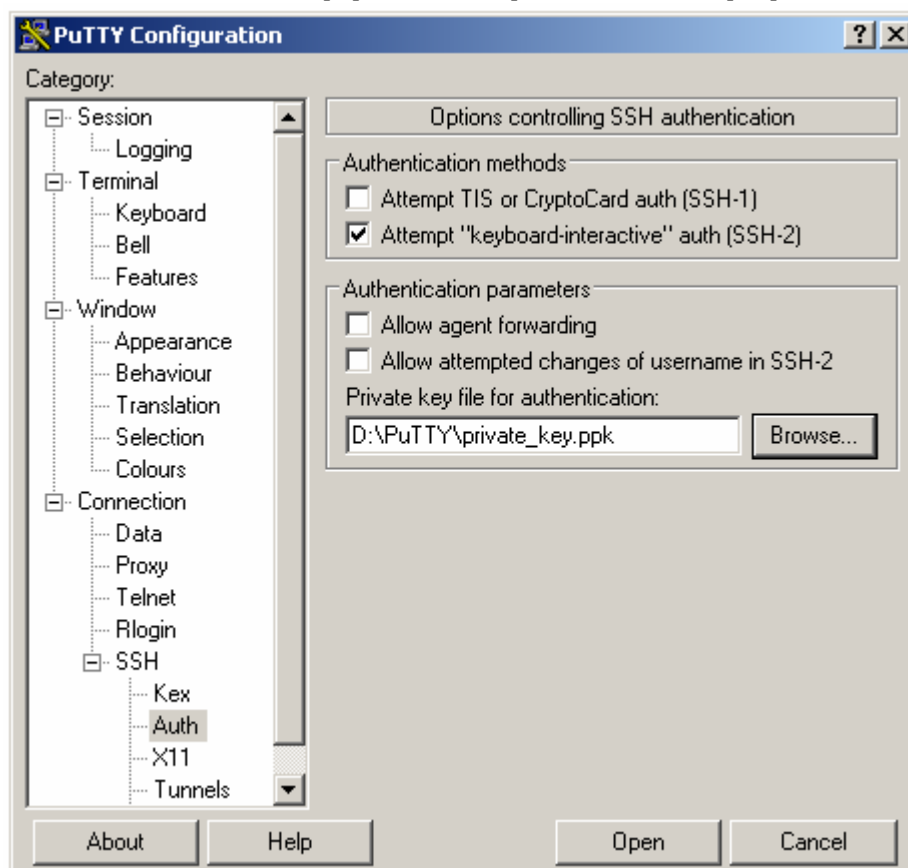 PuTTY Configuration
Category:
Session
Logging
Terminal
Keyboard
Bell
Features
Window
Appearance
Behaviour
Translation
Selection
Colours
Connection
Data
Proxy
Telnet
Rlogin
SSH
Kex
Auth
X11
Tunnels
Options controlling SSH authentication
Authentication methods
Attempt TIS or CryptoCard auth (SSH-1)
Attempt "keyboard-interactive" auth (SSH-2)
Authentication parameters
Allow agent forwarding
Allow attempted changes of username in SSH-2
Private key file for authentication:
D:\PuTTY\private_key.ppk
Browse...
About
Help
Open
Cancel